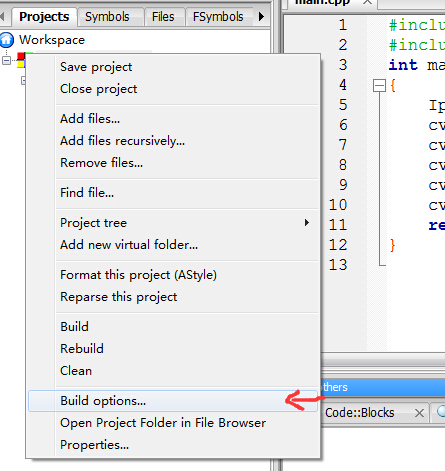 Projects Symbols Files FSymbols
main.cpp
Workspace
Save project
Close project
Add files...
Add files recursively...
Remove files...
Find file...
Project tree
Add new virtual folder...
Format this project (AStyle)
Reparse this project
Build
Rebuild
Clean
Build options...
Open Project Folder in File Browser
Properties...
1 #inclu
2 #inclu
3 int ma
4 {
5 Ip
6 cv
7 cv
8 cv
9 cv
10 cv
11 re
12 }
13
thers
Code::Blocks